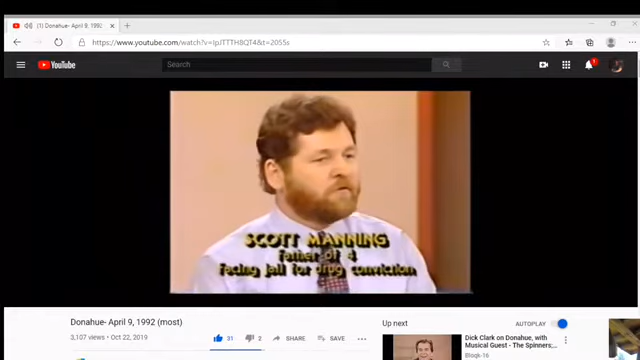 (1) Donahue- April 9, 1992
https://www.youtube.com/watch?v=IpJTTTH8QT4&t=2055s
YouTube
Search
1
SCOTT MANNING
Father of 4
Facing jail for drug conviction
Donahue- April 9, 1992 (most)
3,107 views • Oct 22, 2019
31
2
SHARE
SAVE
Up next
AUTOPLAY
Dick Clark on Donahue, with
Musical Guest - The Spinners;...
Bloqk-16